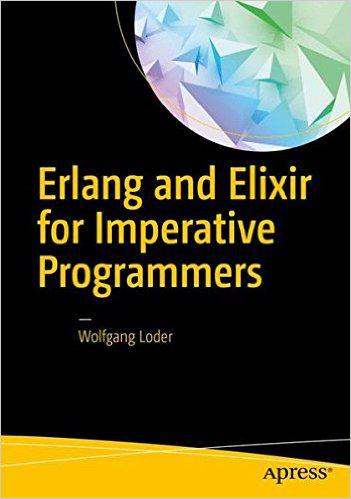 Erlang and Elixir
for Imperative
Programmers
—
Wolfgang Loder
Apress®